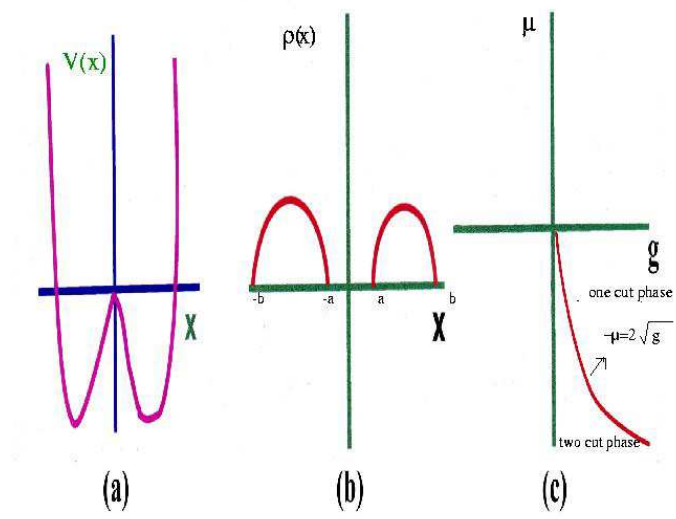 V(x)
X
(a)
ρ(x)
-b
-a
a
b
X
(b)
μ
g
one cut phase
-μ=2√g
two cut phase
(c)